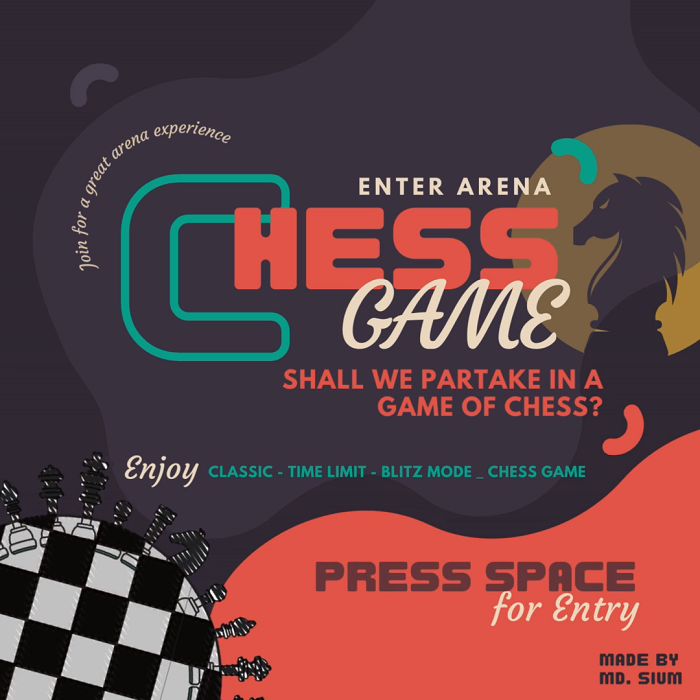 Join for a great arena experience
ENTER ARENA
CHESS
GAME
SHALL WE PARTAKE IN A
GAME OF CHESS?
Enjoy CLASSIC - TIME LIMIT - BLITZ MODE _ CHESS GAME
PRESS SPACE
for Entry
MADE BY
MD. SIUM